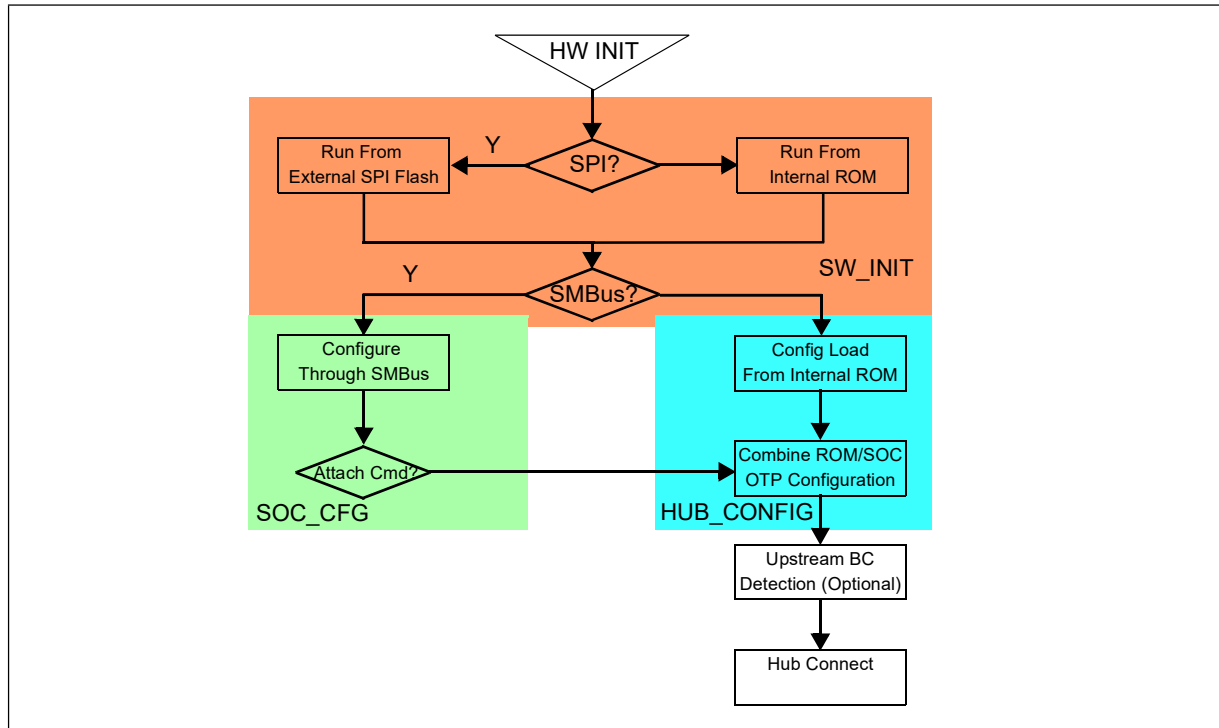 HW INIT
Y
SPI?
Run From
External SPI Flash
Run From
Internal ROM
SW_INIT
Y
SMBus?
Configure
Through SMBus
Config Load
From Internal ROM
Attach Cmd?
Combine ROM/SOC
OTP Configuration
SOC_CFG
HUB_CONFIG
Upstream BC
Detection (Optional)
Hub Connect